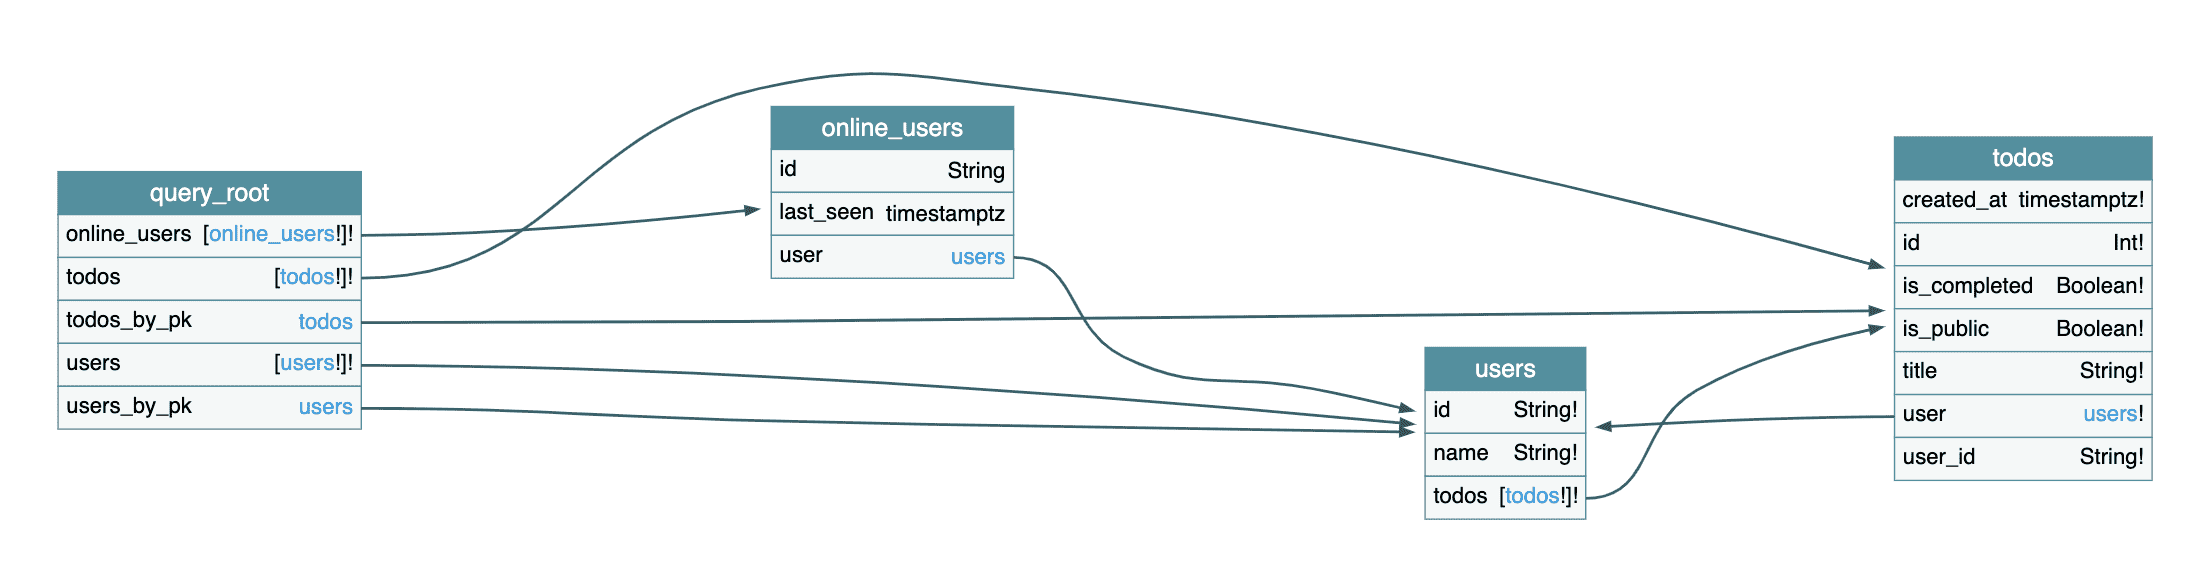 query_root
online_users [online_users!]!
todos [todos!]!
todos_by_pk todos
users [users!]!
users_by_pk users
online_users
id String
last_seen timestamptz
user users
users
id String!
name String!
todos [todos!]!
todos
created_at timestamptz!
id Int!
is_completed Boolean!
is_public Boolean!
title String!
user users!
user_id String!